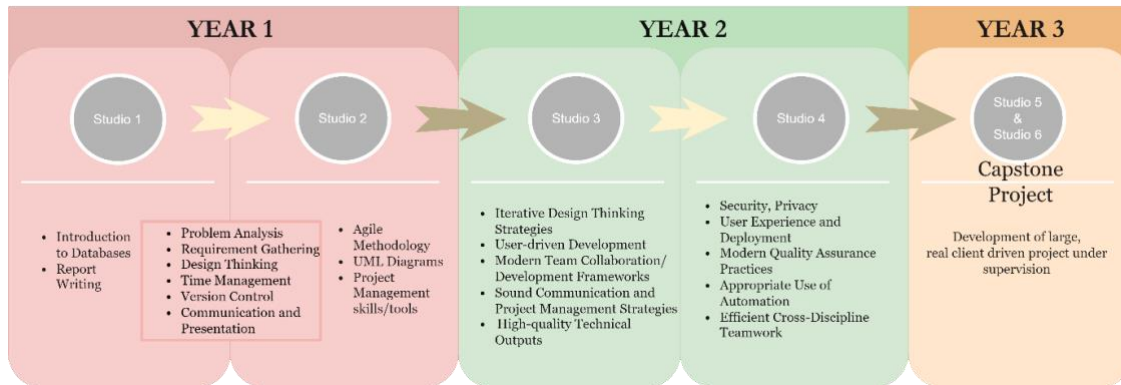 YEAR 1
YEAR 2
YEAR 3
Studio 1
Studio 2
Studio 3
Studio 4
Studio 5
&
Studio 6
Capstone
Project
• Introduction
to Databases
• Report
Writing
• Problem Analysis
• Requirement Gathering
• Design Thinking
• Time Management
• Version Control
• Communication and
Presentation
• Agile
Methodology
• UML Diagrams
• Project
Management
skills/tools
• Iterative Design Thinking
Strategies
• User-driven Development
• Modern Team Collaboration/
Development Frameworks
• Sound Communication and
Project Management Strategies
• High-quality Technical
Outputs
• Security, Privacy
• User Experience and
Deployment
• Modern Quality Assurance
Practices
• Appropriate Use of
Automation
• Efficient Cross-Discipline
Teamwork
Development of large,
real client driven project under
supervision